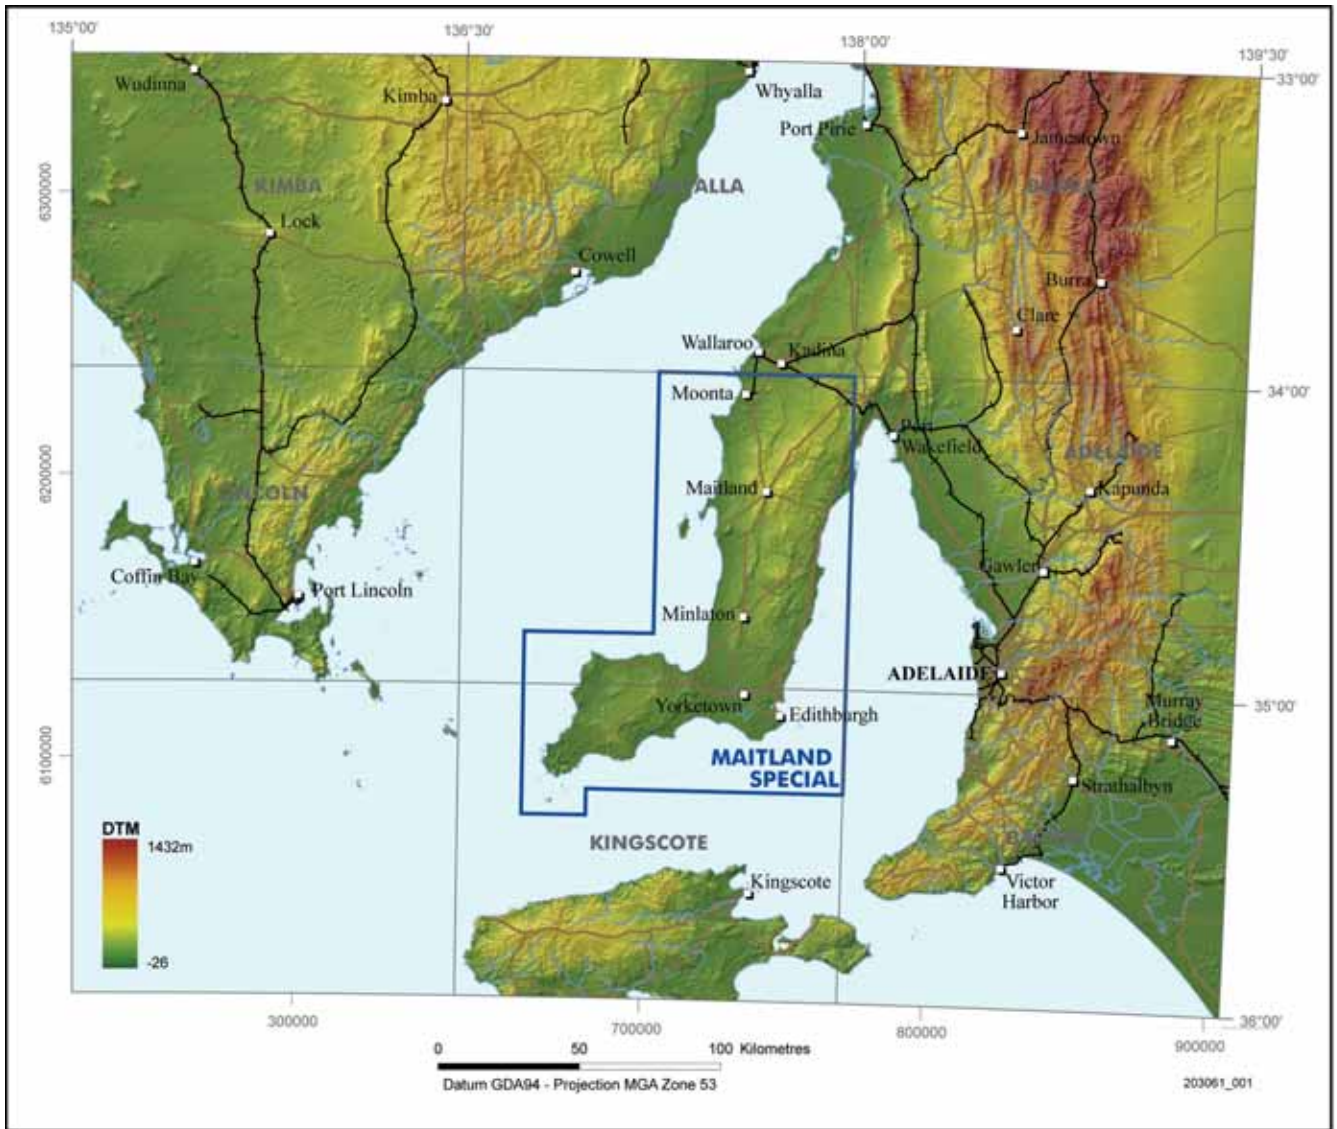 135°00'
136°30'
138°00'
139°30'
33°00'
Wudinna
Kimba
Whyalla
Port Pirie
Jamestown
KIMBA
6300000
Lock
Cowell
Burra
Clare
Wallaroo
Kadina
Moonta
34°00'
Port
Wakefield
ADELAIDE
6200000
LINCOLN
Maitland
Kapunda
Coffin Bay
Port Lincoln
Gawler
Minlaton
ADELAIDE
Yorketown
Edithburgh
Murray
Bridge
35°00'
6100000
MAITLAND
SPECIAL
Strathalbyn
DTM
1432m
-26
KINGSCOTE
Kingscote
Victor
Harbor
36°00'
300000
700000
800000
900000
0 50 100 Kilometres
Datum GDA94 - Projection MGA Zone 53
203061_001